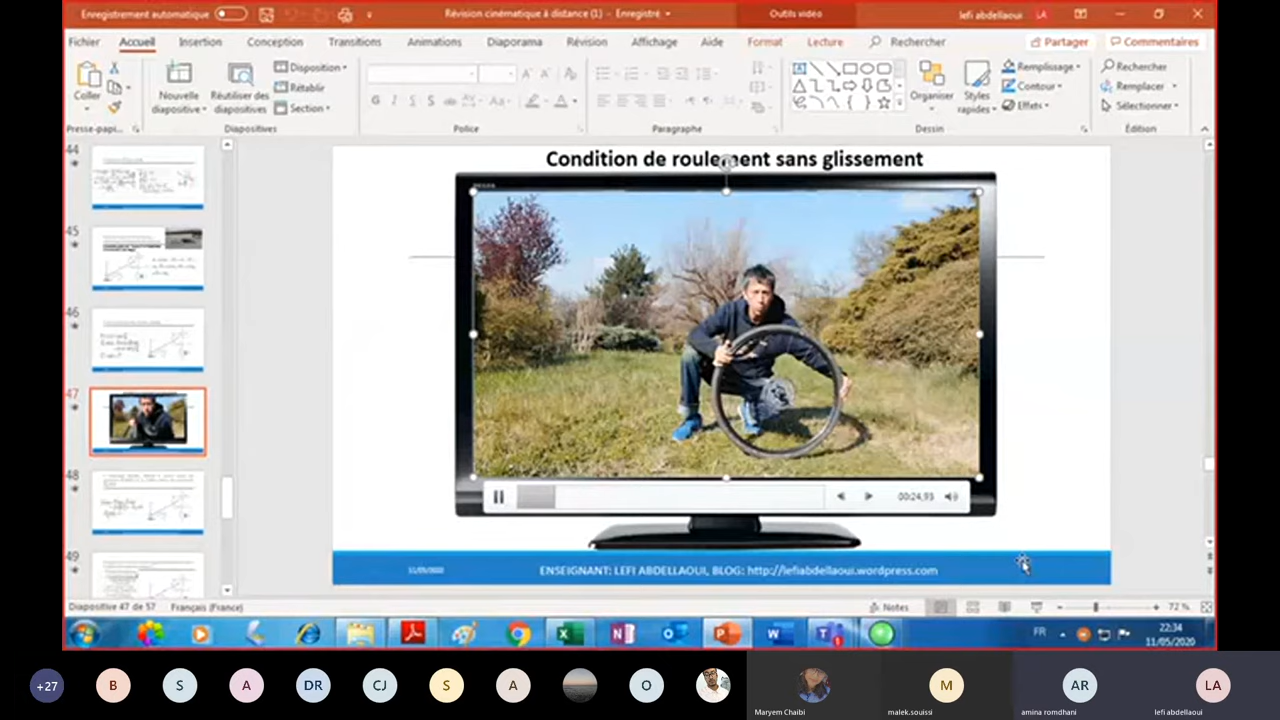 Enregistrement automatique
Révision cinématique à distance (1) - Enregistré
Outils vidéo
lefi abdellaoui
LA
Fichier
Accueil
Insertion
Conception
Transitions
Animations
Diaporama
Révision
Affichage
Aide
Format
Lecture
Rechercher
Partager
Commentaires
Coller
Nouvelle diapositive
Réutiliser des diapositives
Disposition
Rétablir
Section
G I S S
Organiser
Styles rapides
Remplissage
Contour
Effets
Rechercher
Remplacer
Sélectionner
Presse-papi...
Diapositives
Police
Paragraphe
Dessin
Édition
44
45
46
47
48
49
Condition de roulement sans glissement
00:24,93
11/05/2020
ENSEIGNANT: LEFI ABDELLAOUI, BLOG: http://lefiabdellaoui.wordpress.com
Diapositive 47 de 57
Français (France)
Notes
72 %
FR
22:34
11/05/2020
+27
B
S
A
DR
CJ
S
A
O
M
AR
LA
Maryem Chaibi
malek.souissi
amina romdhani
lefi abdellaoui